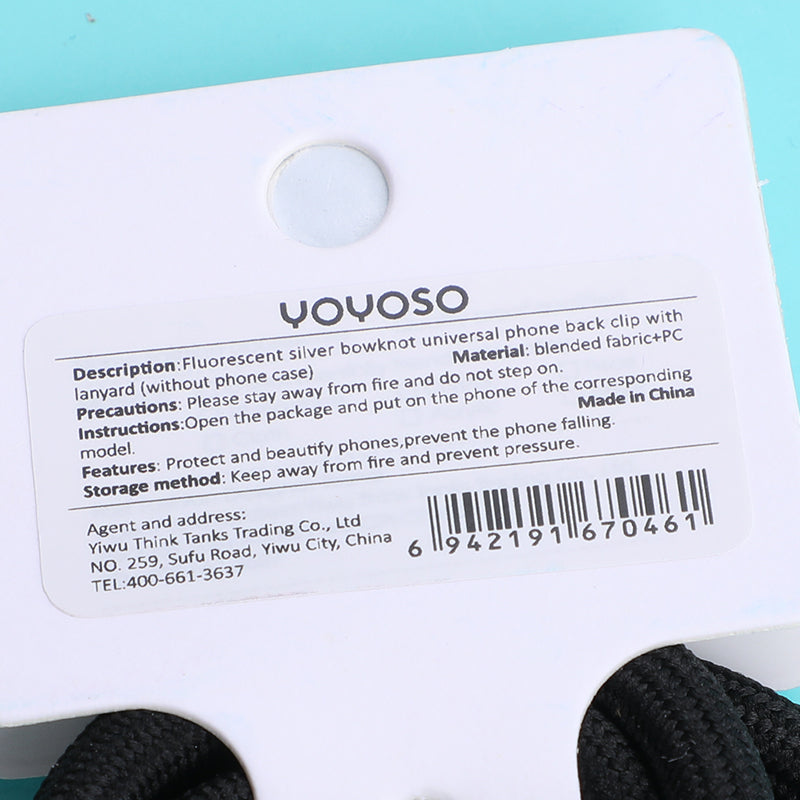 YOYOSO
Description:Fluorescent silver bowknot universal phone back clip with
lanyard (without phone case) Material: blended fabric+PC
Precautions: Please stay away from fire and do not step on.
Instructions:Open the package and put on the phone of the corresponding
model. Made in China
Features: Protect and beautify phones,prevent the phone falling.
Storage method: Keep away from fire and prevent pressure.
Agent and address:
Yiwu Think Tanks Trading Co., Ltd
NO. 259, Sufu Road, Yiwu City, China
TEL:400-661-3637
6 942191 670461